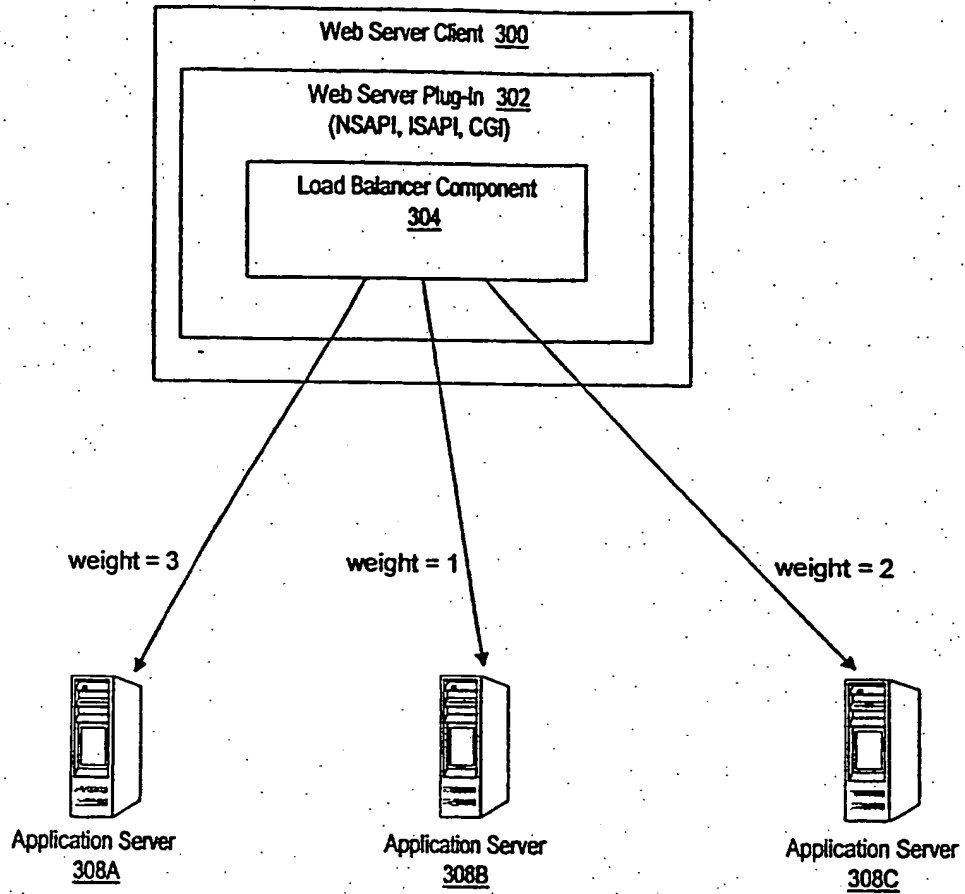 Web Server Client 300
Web Server Plug-in 302
(NSAPI, ISAPI, CGI)
Load Balancer Component
304
weight = 3
weight = 1
weight = 2
Application Server
308A
Application Server
308B
Application Server
308C